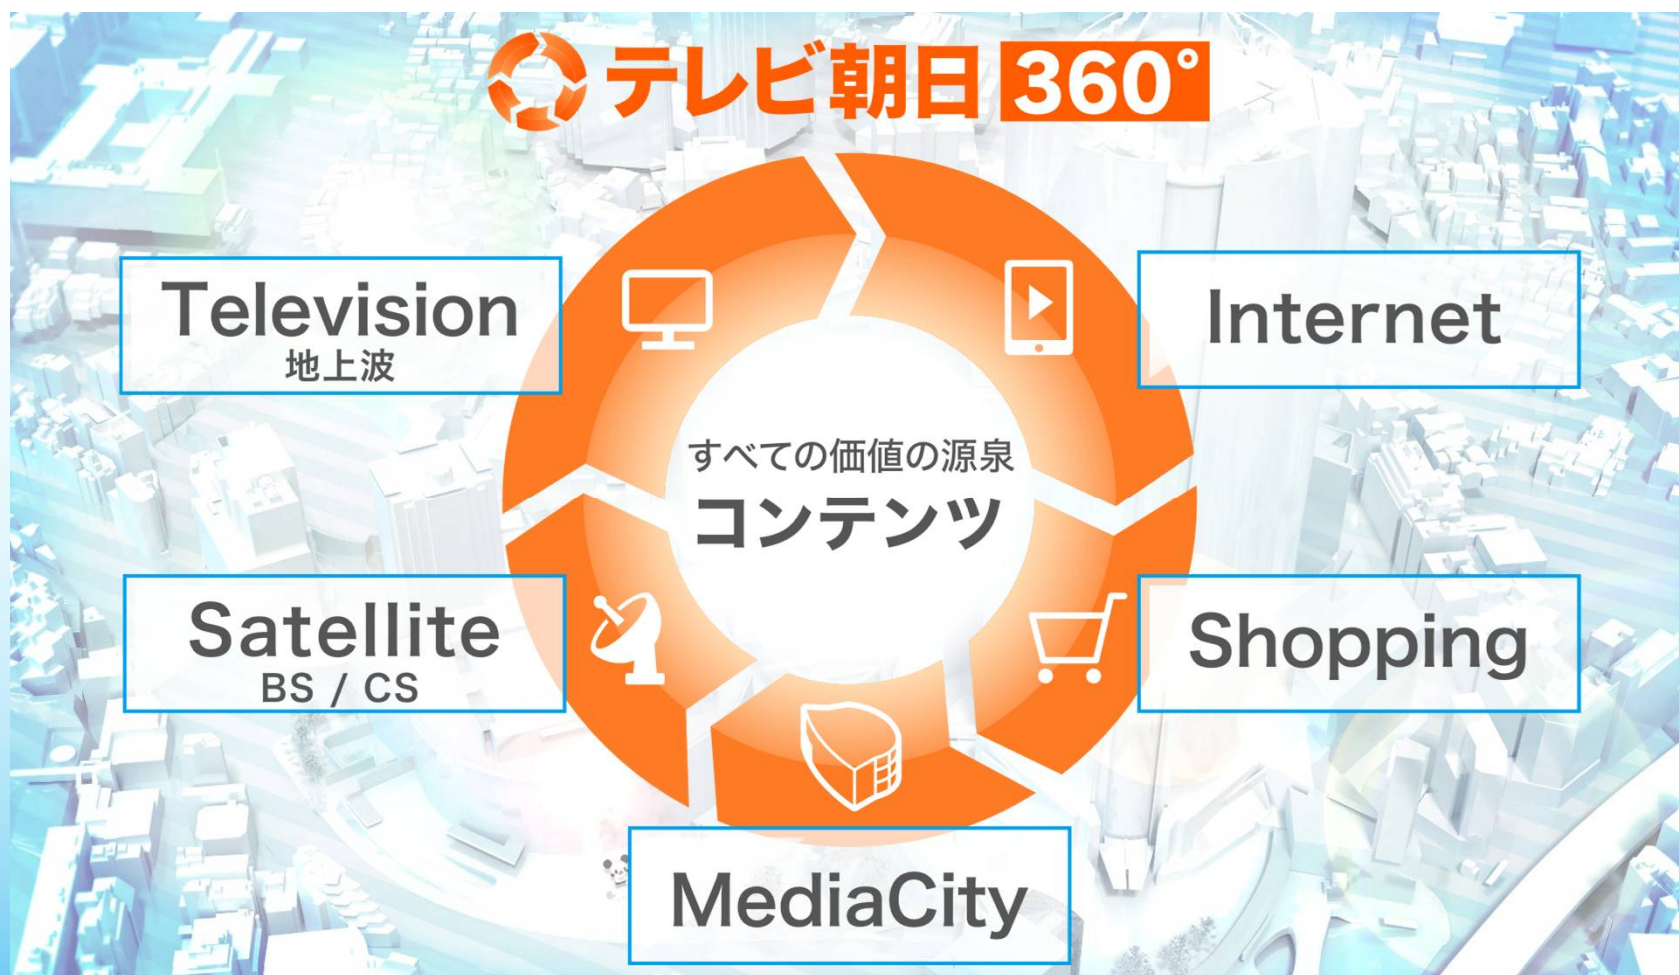 テレビ朝日 360°
Television
地上波
Internet
すべての価値の源泉
コンテンツ
Satellite
BS / CS
Shopping
MediaCity